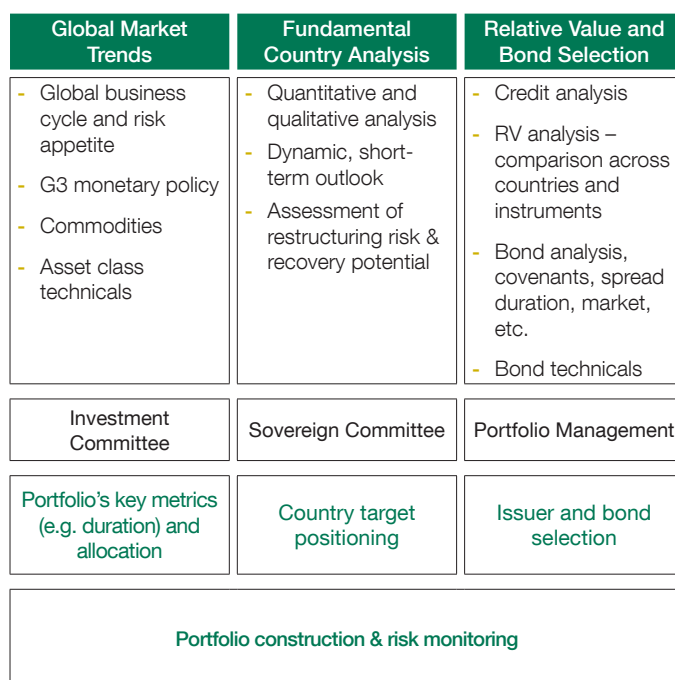 Global Market
Trends
- Global business
cycle and risk
appetite
- G3 monetary policy
- Commodities
- Asset class
technicals
Investment
Committee
Portfolio's key metrics
(e.g. duration) and
allocation
Fundamental
Country Analysis
- Quantitative and
qualitative analysis
- Dynamic, short-
term outlook
- Assessment of
restructuring risk &
recovery potential
Sovereign Committee
Country target
positioning
Relative Value and
Bond Selection
- Credit analysis
- RV analysis –
comparison across
countries and
instruments
- Bond analysis,
covenants, spread
duration, market,
etc.
- Bond technicals
Portfolio Management
Issuer and bond
selection
Portfolio construction & risk monitoring